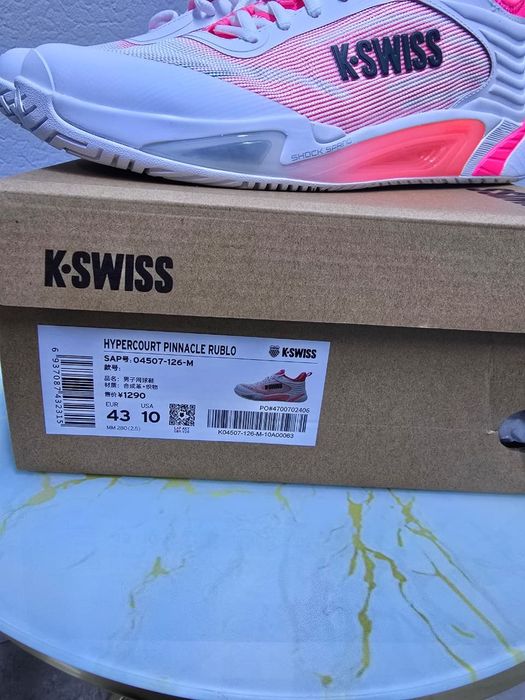 K·SWISS
SHOCK SPRING
K·SWISS
HYPERCOURT PINNACLE RUBLO
K·SWISS
SAP号: 04507-126-M
款号:
品名: 男子网球鞋
材质: 合成革+织物
售价¥1290
EUR USA
43 10
MM 280 (2.5)
PO#4700702406
K04507-126-M-10A00063
6937087432315